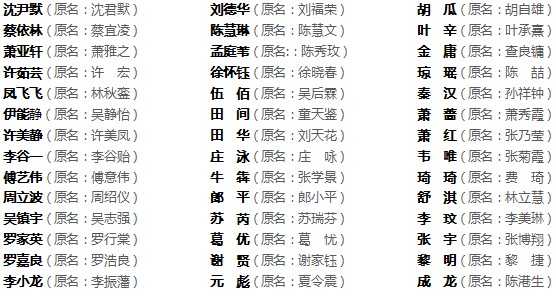 沈尹默(原名：沈君默) 刘德华(原名：刘福荣) 胡　瓜(原名：胡自雄)
蔡依林(原名：蔡宜凌) 陈慧琳(原名：陈慧文) 叶　辛(原名：叶承熹)
萧亚轩(原名：萧雅之) 孟庭苇(原名:：陈秀玫) 金　庸(原名：查良镛)
许茹芸(原名：许　宏) 徐怀钰(原名：徐晓春) 琼　瑶(原名：陈　喆)
凤飞飞(原名：林秋鸾) 伍　佰(原名：吴后霖) 秦　汉(原名：孙祥钟)
伊能静(原名：吴静怡) 田　间(原名：童天鉴) 萧　蔷(原名：萧秀霞)
许美静(原名：许美凤) 田　华(原名：刘天花) 萧　红(原名：张乃莹)
李谷一(原名：李谷贻) 庄　泳(原名：庄　咏) 韦　唯(原名：张菊霞)
傅艺伟(原名：傅意伟) 牛　犇(原名：张学景) 琦　琦(原名：费　琦)
周立波(原名：周绍仪) 郎　平(原名：郎小平) 舒　淇(原名：林立慧)
吴镇宇(原名：吴志强) 苏　芮(原名：苏瑞芬) 李　玟(原名：李美琳)
罗家英(原名：罗行棠) 葛　优(原名：葛　忧) 张　宇(原名：张博翔)
罗嘉良(原名：罗浩良) 谢　贤(原名：谢家钰) 黎　明(原名：黎　捷)
李小龙(原名：李振藩) 元　彪(原名：夏令震) 成　龙(原名：陈港生)